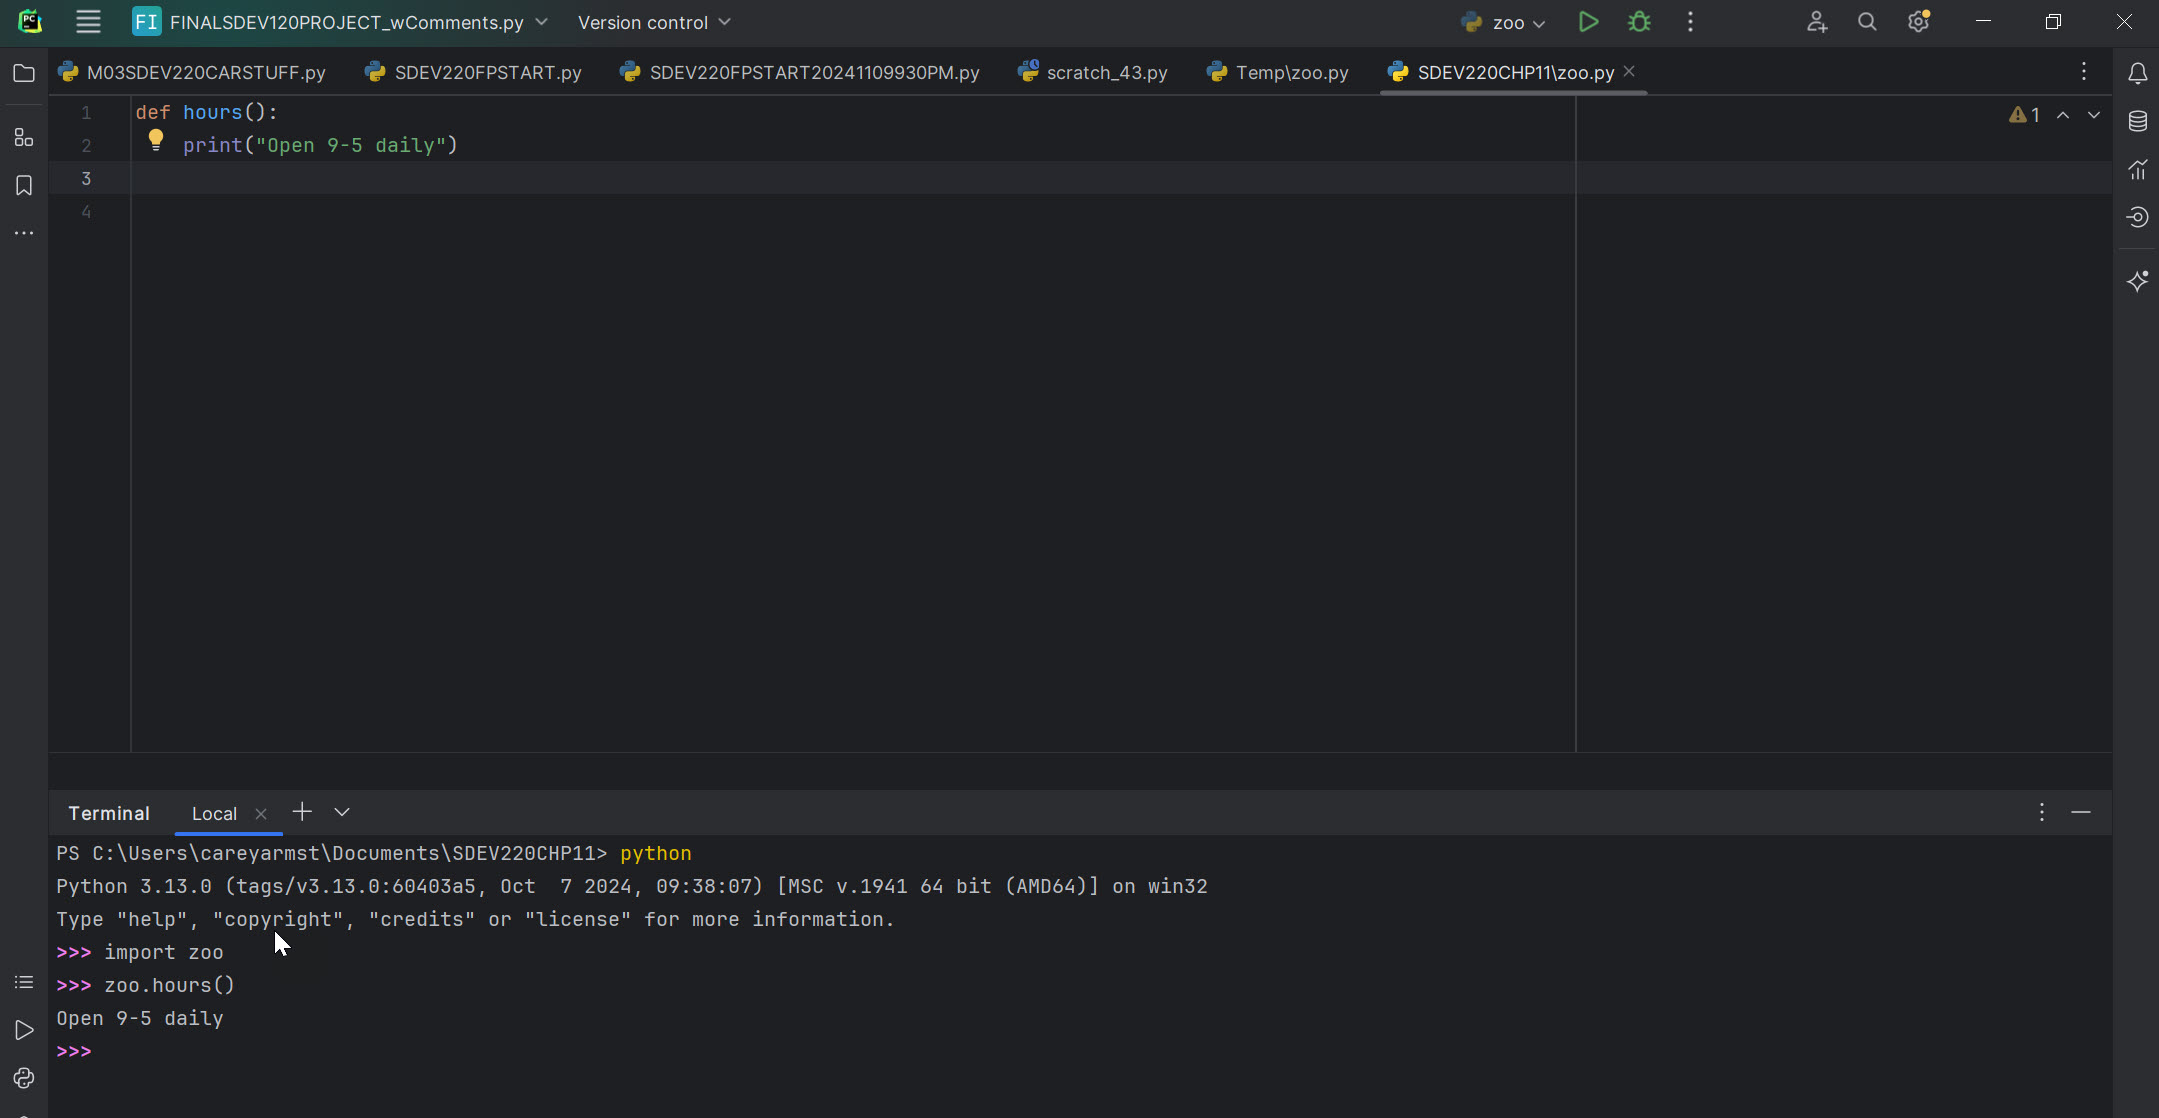 PC FI FINALSDEV120PROJECT_wComments.py Version control zoo
M03SDEV220CARSTUFF.py SDEV220FPSTART.py SDEV220FPSTART20241109930PM.py scratch_43.py Temp\zoo.py SDEV220CHP11\zoo.py
1 def hours(): 1
2 print("Open 9-5 daily")
3
4
Terminal Local
PS C:\Users\careyarmst\Documents\SDEV220CHP11> python
Python 3.13.0 (tags/v3.13.0:60403a5, Oct  7 2024, 09:38:07) [MSC v.1941 64 bit (AMD64)] on win32
Type "help", "copyright", "credits" or "license" for more information.
>>> import zoo
>>> zoo.hours()
Open 9-5 daily
>>>